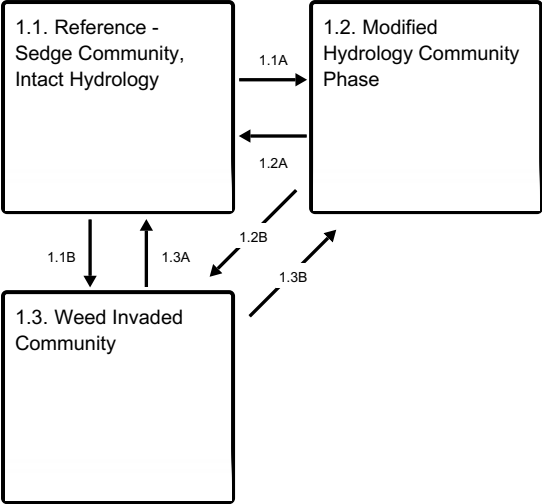 1.1. Reference -
Sedge Community,
Intact Hydrology
1.2. Modified
Hydrology Community
Phase
1.1A
1.2A
1.2B
1.1B
1.3A
1.3B
1.3. Weed Invaded
Community